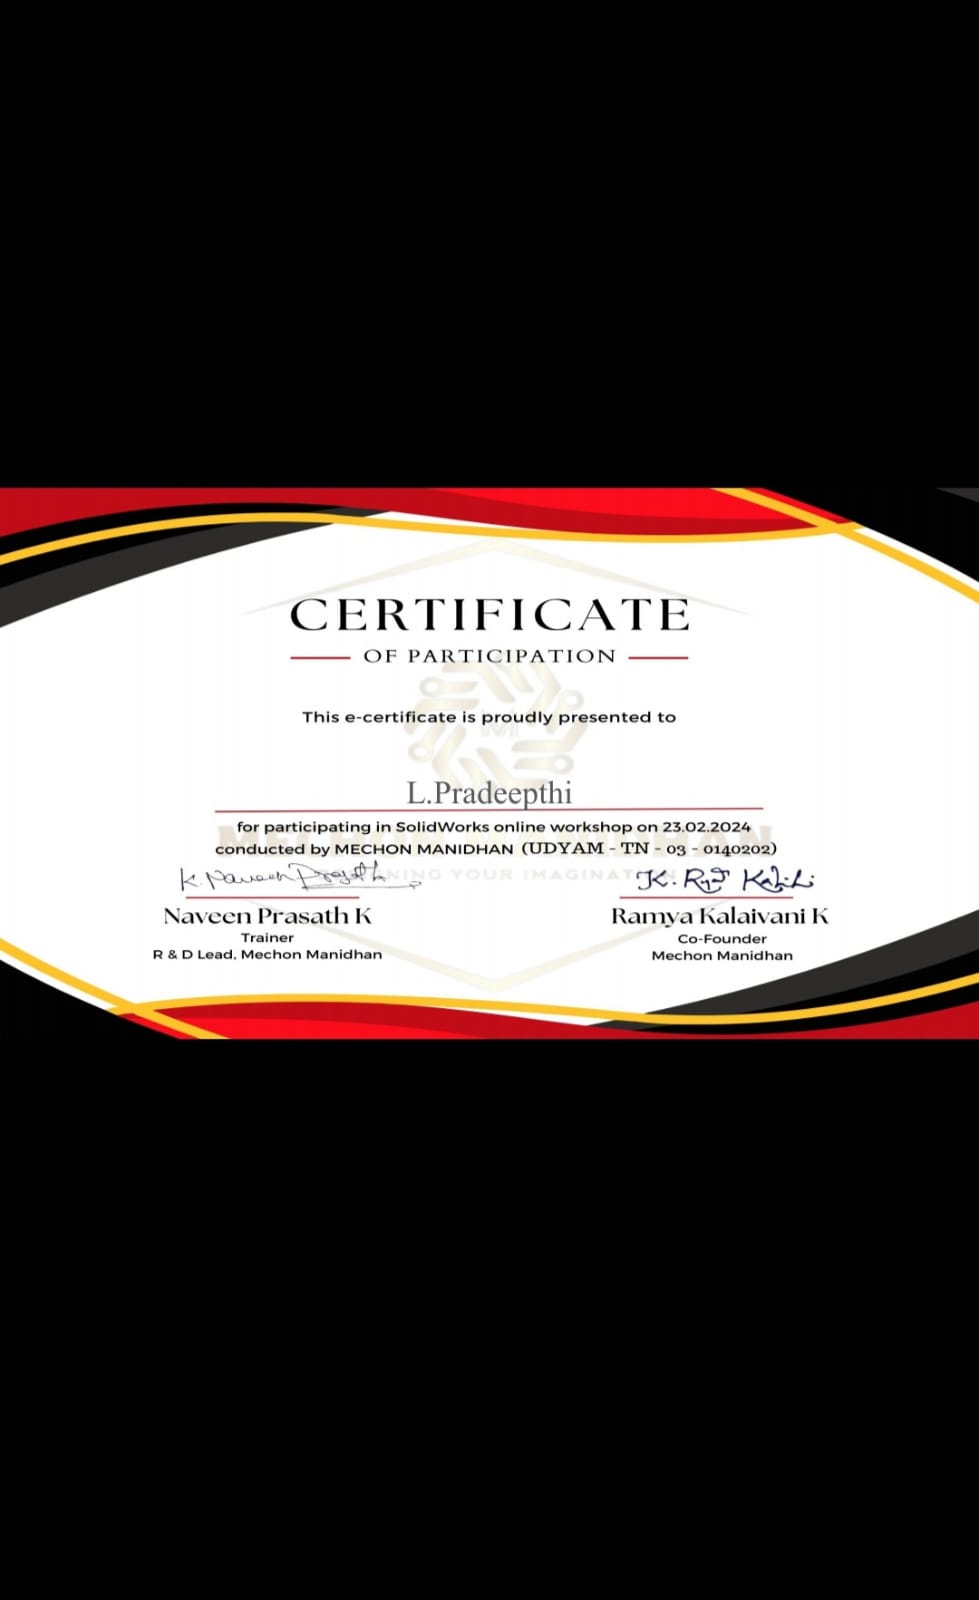 CERTIFICATE
OF PARTICIPATION
This e-certificate is proudly presented to
L.Pradeepthi
for participating in SolidWorks online workshop on 23.02.2024
conducted by MECHON MANIDHAN (UDYAM - TN - 03 - 0140202)
K. Naveen Prasath
Naveen Prasath K
Trainer
R & D Lead, Mechon Manidhan
Ramya Kalaivani K
Co-Founder
Mechon Manidhan